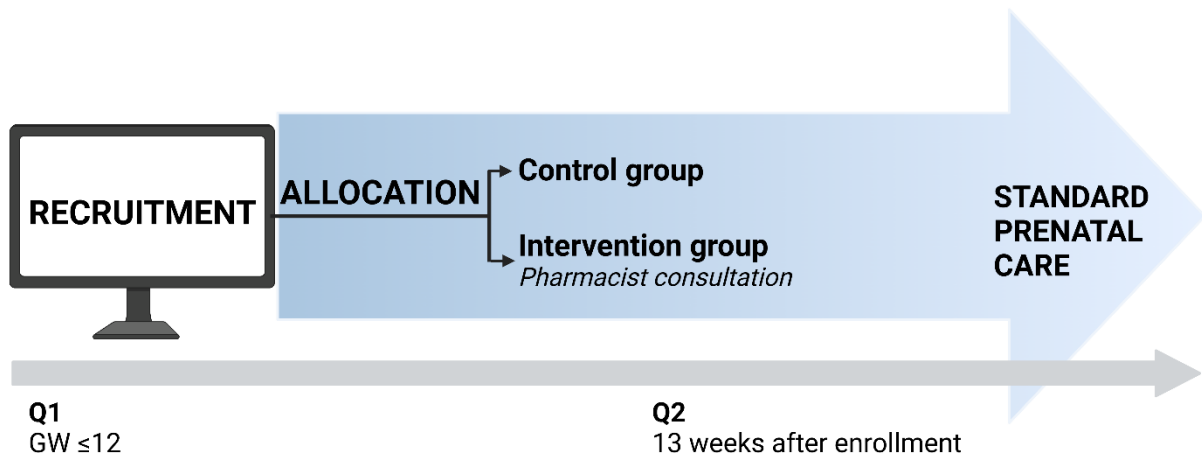 RECRUITMENT
ALLOCATION
Control group
Intervention group
Pharmacist consultation
STANDARD
PRENATAL
CARE
Q1
GW ≤12
Q2
13 weeks after enrollment